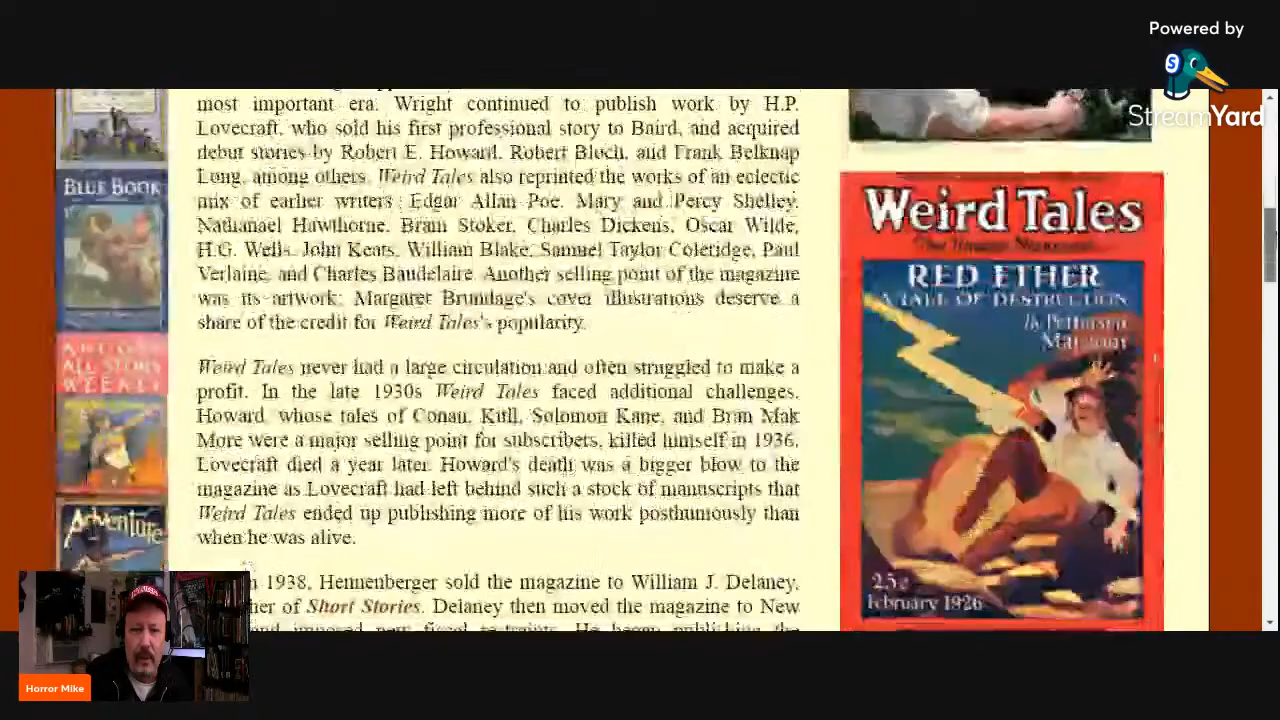 Powered by
StreamYard
most important era. Wright continued to publish work by H.P.
Lovecraft, who sold his first professional story to Baird, and acquired
debut stories by Robert E. Howard, Robert Bloch, and Frank Belknap
Long, among others. Weird Tales also reprinted the works of an eclectic
mix of earlier writers: Edgar Allan Poe, Mary and Percy Shelley,
Nathanael Hawthorne, Bram Stoker, Charles Dickens, Oscar Wilde,
H.G. Wells, John Keats, William Blake, Samuel Taylor Coleridge, Paul
Verlaine, and Charles Baudelaire. Another selling point of the magazine
was its artwork; Margaret Brundage's cover illustrations deserve a
share of the credit for Weird Tales's popularity.
Weird Tales never had a large circulation and often struggled to make a
profit. In the late 1930s Weird Tales faced additional challenges.
Howard, whose tales of Conan, Kull, Solomon Kane, and Bran Mak
More were a major selling point for subscribers, killed himself in 1936.
Lovecraft died a year later. Howard's death was a bigger blow to the
magazine as Lovecraft had left behind such a stock of manuscripts that
Weird Tales ended up publishing more of his work posthumously than
when he was alive.
1938, Hennenberger sold the magazine to William J. Delaney,
of Short Stories. Delaney then moved the magazine to New
BLUE BOOK
ALL STORY
WEEKLY
Adventure
Weird Tales
RED ETHER
A TALE OF DESTRUCTION
25¢
February 1926
Horror Mike